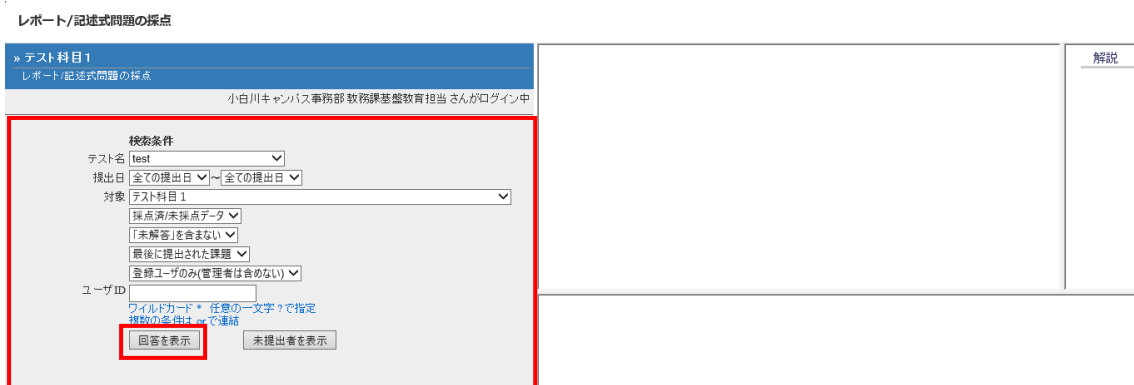 レポート/記述式問題の採点
» テスト科目1
レポート/記述式問題の採点
小白川キャンパス事務部 教務課基盤教育担当 さんがログイン中
検索条件
テスト名 test
提出日 全ての提出日 ~ 全ての提出日
対象 テスト科目 1
採点済/未採点データ
「未解答」を含まない
最後に提出された課題
登録ユーザのみ(管理者は含めない)
ユーザID
ワイルドカード * 任意の一文字 ? で指定
複数の条件は or で連結
回答を表示 未提出者を表示
解説